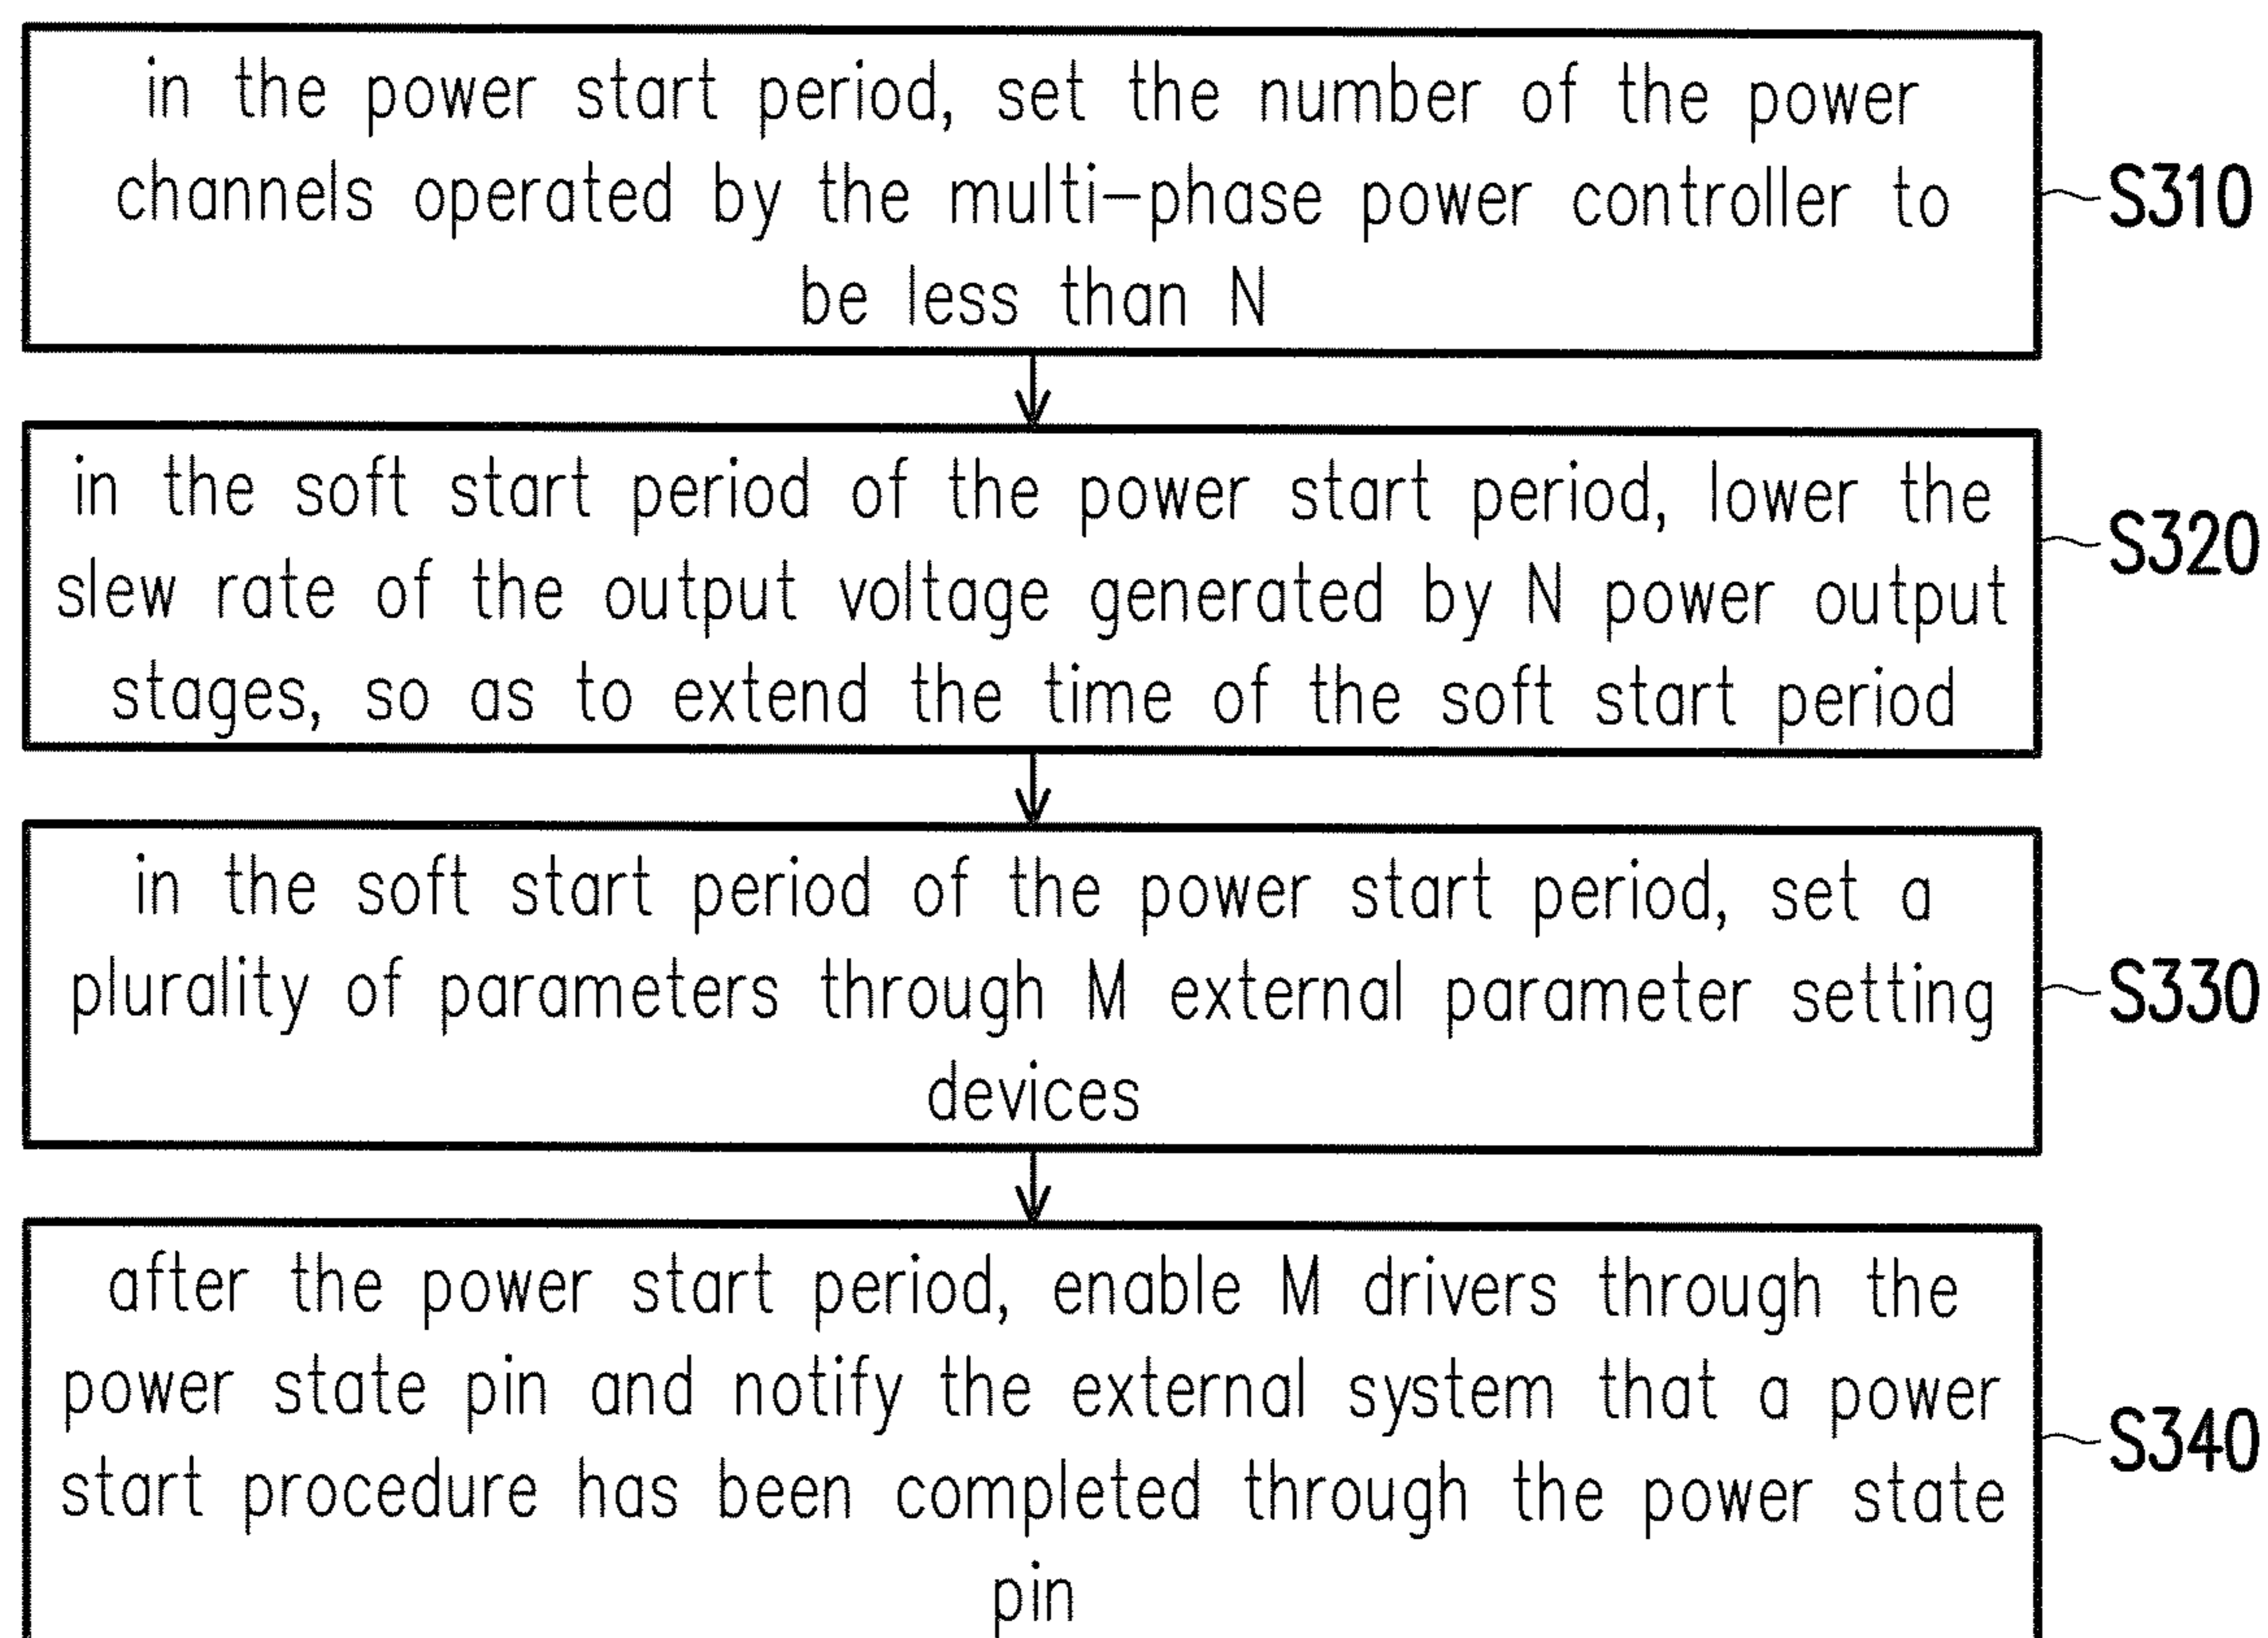 in the power start period, set the number of the power
channels operated by the multi-phase power controller to
be less than N
S310
in the soft start period of the power start period, lower the
slew rate of the output voltage generated by N power output
stages, so as to extend the time of the soft start period
S320
in the soft start period of the power start period, set a
plurality of parameters through M external parameter setting
devices
S330
after the power start period, enable M drivers through the
power state pin and notify the external system that a power
start procedure has been completed through the power state
pin
S340